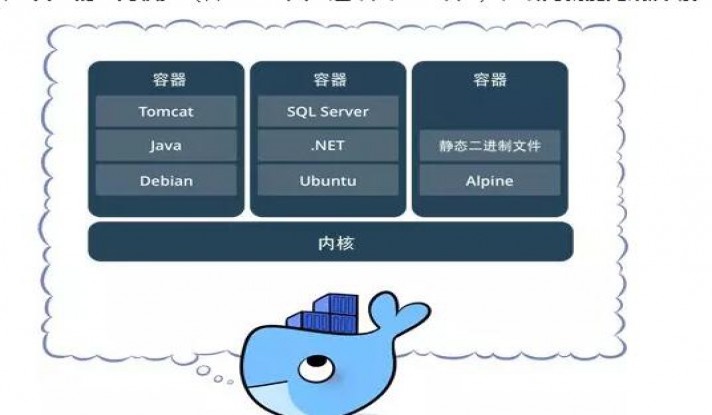 容器
Tomcat
Java
Debian
容器
SQL Server
.NET
Ubuntu
容器
静态二进制文件
Alpine
内核